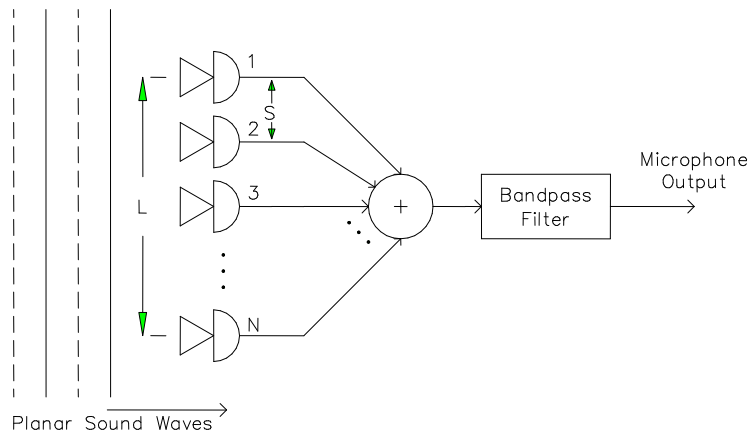 1
S
2
3
L
N
+
Bandpass
Filter
Microphone
Output
Planar Sound Waves